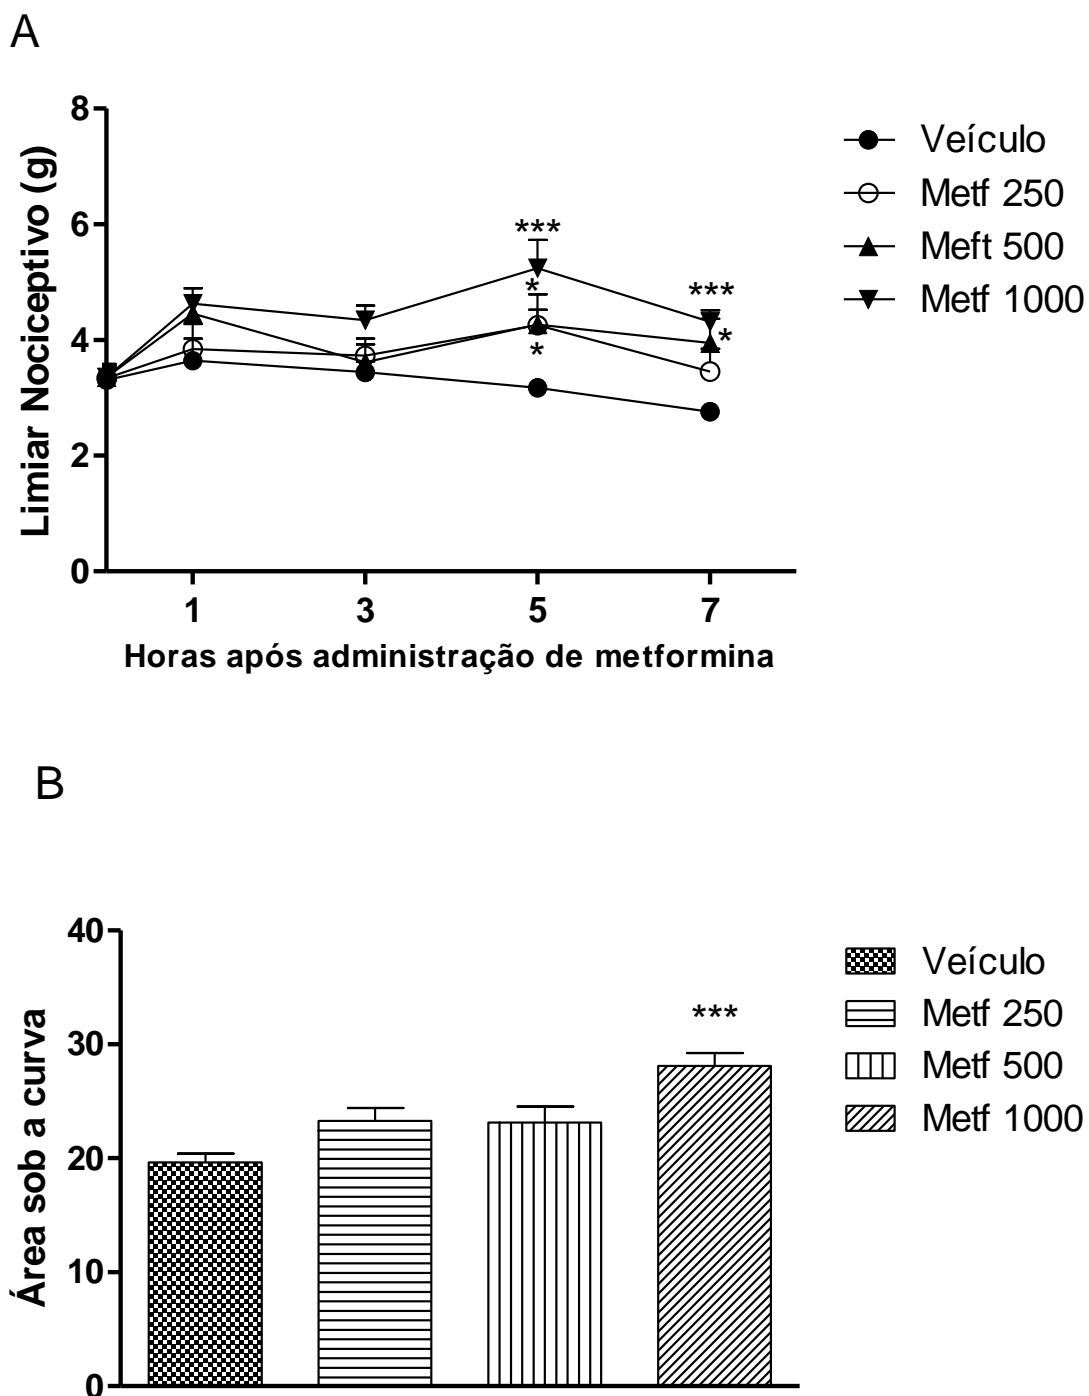 A
8
6
4
2
0
Limiar Nociceptivo (g)
***
*
*
***
*
1 3 5 7
Horas após administração de metformina
Veículo
Metf 250
Meft 500
Metf 1000
B
40
30
20
10
0
Área sob a curva
***
Veículo
Metf 250
Metf 500
Metf 1000